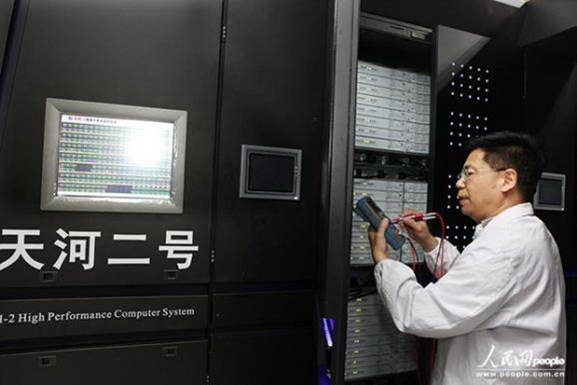 天河二号
-2 High Performance Computer System
人民网 people
www.people.com.cn